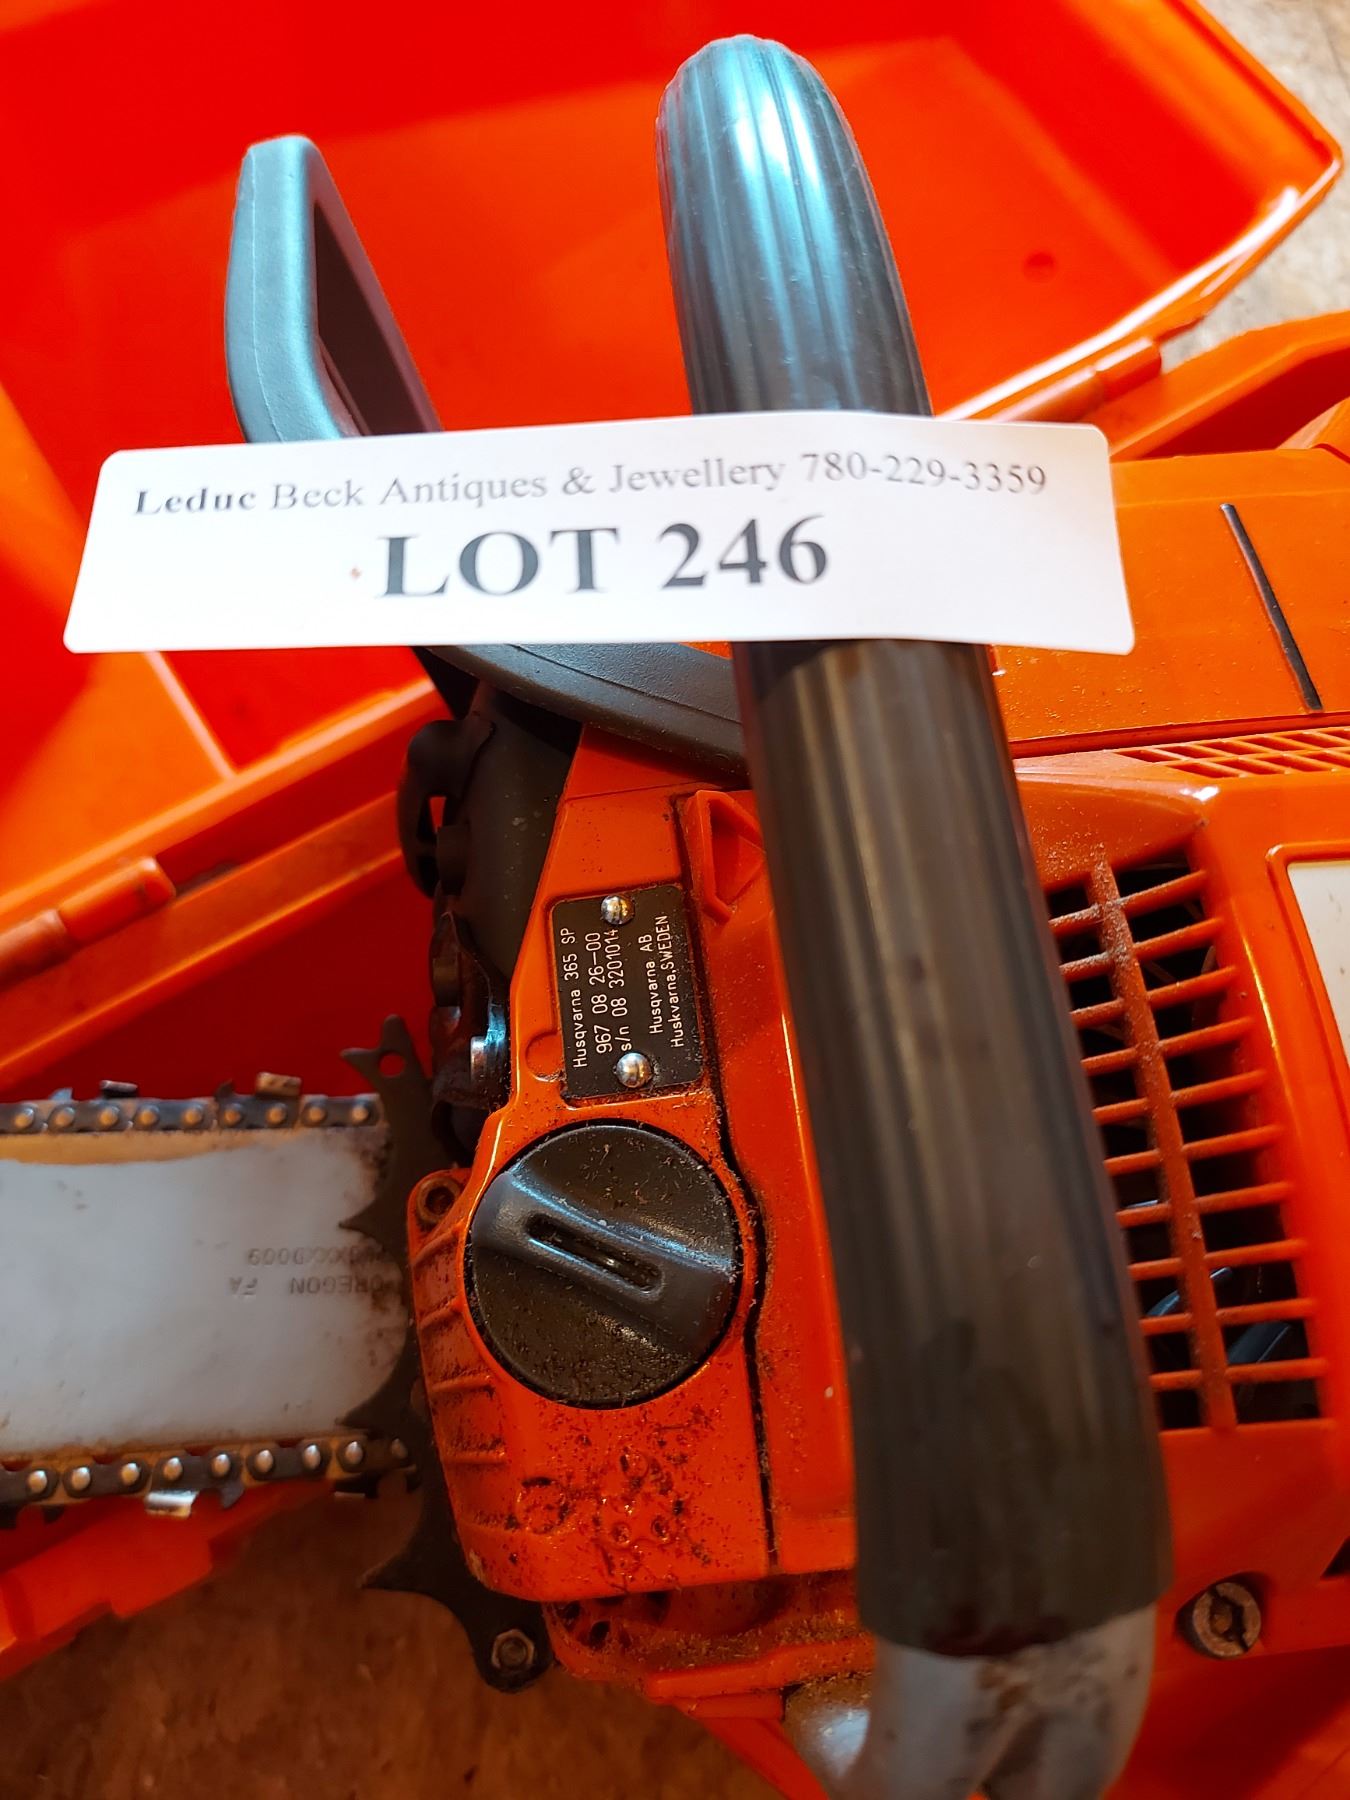 Leduc Beck Antiques & Jewellery 780-229-3359
LOT 246
Husqvarna 365 SP
967 08 26-00
s/n 08 3201014
Husqvarna AB
Huskvarna, SWEDEN
OREGON